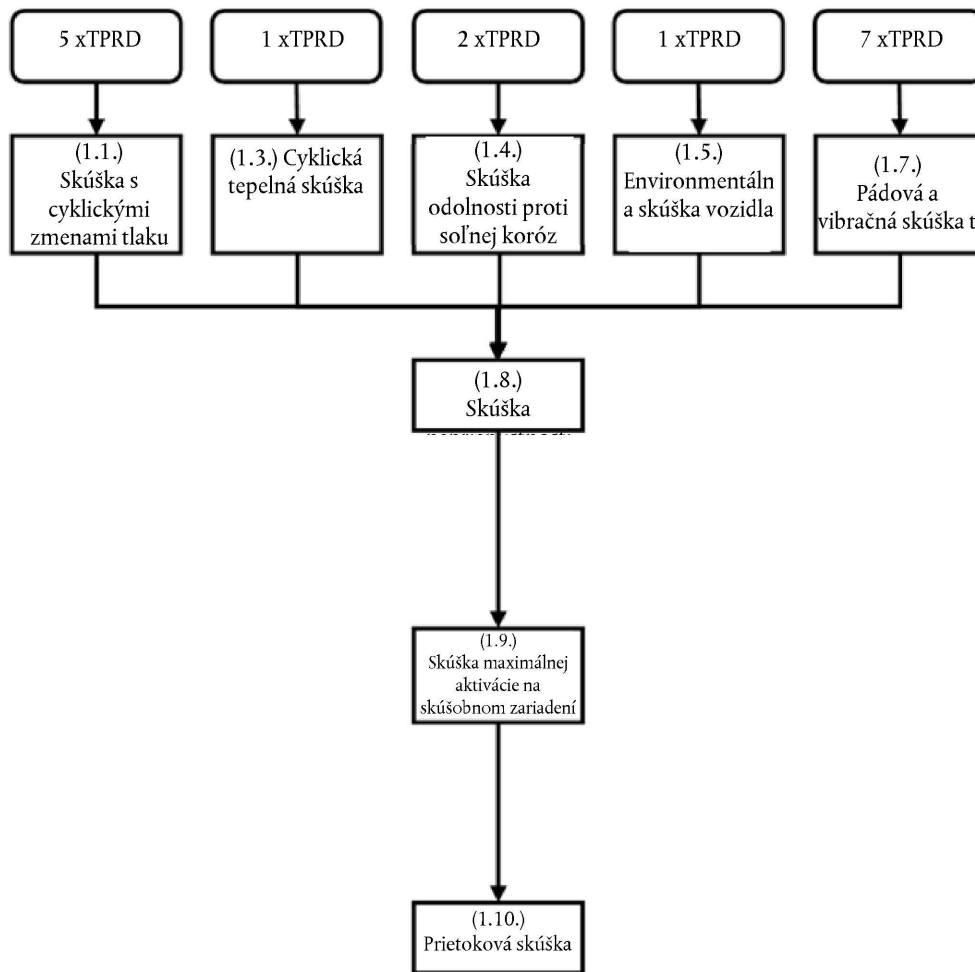 5 xTPRD
1 xTPRD
2 xTPRD
1 xTPRD
7 xTPRD
(1.1.)
Skúška s
cyklickými
zmenami tlaku
(1.3.) Cyklická
tepelná skúška
(1.4.)
Skúška
odolnosti proti
soľnej koróz
(1.5.)
Environmentáln
a skúška vozidla
(1.7.)
Pádová a
vibračná skúška t
(1.8.)
Skúška
(1.9.)
Skúška maximálnej
aktivácie na
skúšobnom zariadení
(1.10.)
Prietoková skúška